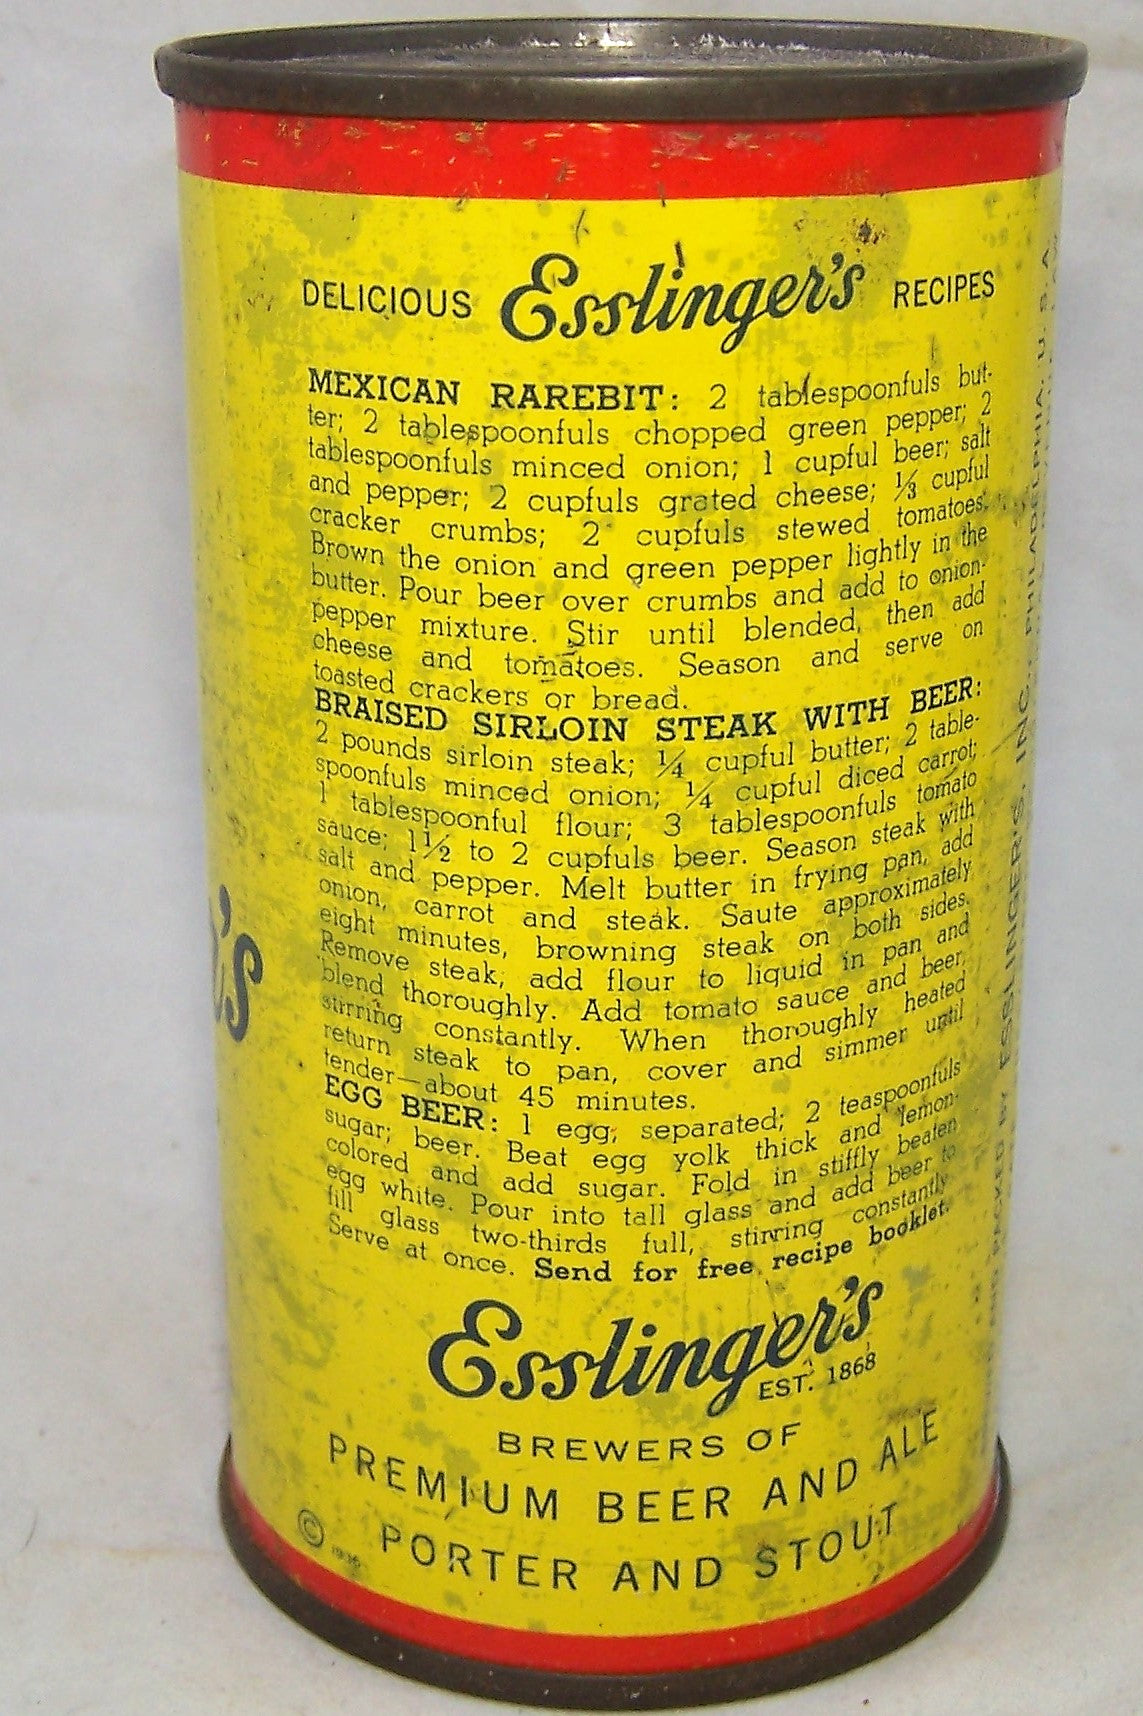 DELICIOUS Esslinger's RECIPES
MEXICAN RAREBIT: 2 tablespoonfuls but-
ter; 2 tablespoonfuls chopped green pepper; 2
tablespoonfuls minced onion; 1 cupful beer; salt
and pepper; 2 cupfuls grated cheese; ⅓ cupful
cracker crumbs; 2 cupfuls stewed tomatoes.
Brown the onion and green pepper lightly in the
butter. Pour beer over crumbs and add to onion-
pepper mixture. Stir until blended, then add
cheese and tomatoes. Season and serve on
toasted crackers or bread.
BRAISED SIRLOIN STEAK WITH BEER:
2 pounds sirloin steak; ¼ cupful butter; 2 table-
spoonfuls minced onion; ¼ cupful diced carrot;
1 tablespoonful flour; 3 tablespoonfuls tomato
sauce; 1½ to 2 cupfuls beer. Season steak with
salt and pepper. Melt butter in frying pan, add
onion, carrot and steak. Saute approximately
eight minutes, browning steak on both sides.
Remove steak, add flour to liquid in pan and
blend thoroughly. Add tomato sauce and beer,
stirring constantly. When thoroughly heated
return steak to pan, cover and simmer until
tender—about 45 minutes.
EGG BEER: 1 egg, separated; 2 teaspoonfuls
sugar; beer. Beat egg yolk thick and lemon-
colored and add sugar. Fold in stiffly beaten
egg white. Pour into tall glass and add beer to
fill glass two-thirds full, stirring constantly.
Serve at once. Send for free recipe booklet.
Esslinger's
EST. 1868
BREWERS OF
PREMIUM BEER AND ALE
PORTER AND STOUT
© 1936
's
PACKED BY ESSLINGER'S, INC., PHILADELPHIA, U. S. A.